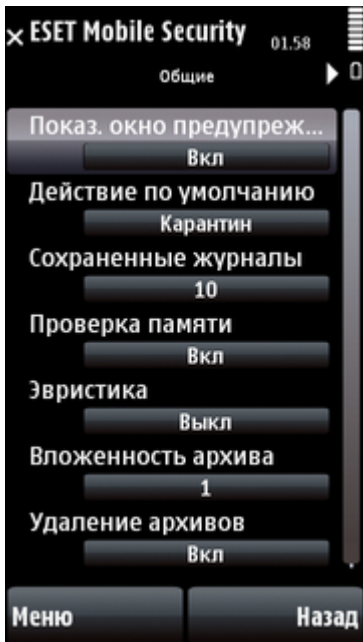 ESET Mobile Security 01.58
Общие
Показ. окно предупреж...
Вкл
Действие по умолчанию
Карантин
Сохраненные журналы
10
Проверка памяти
Вкл
Эвристика
Выкл
Вложенность архива
1
Удаление архивов
Вкл
Меню Назад